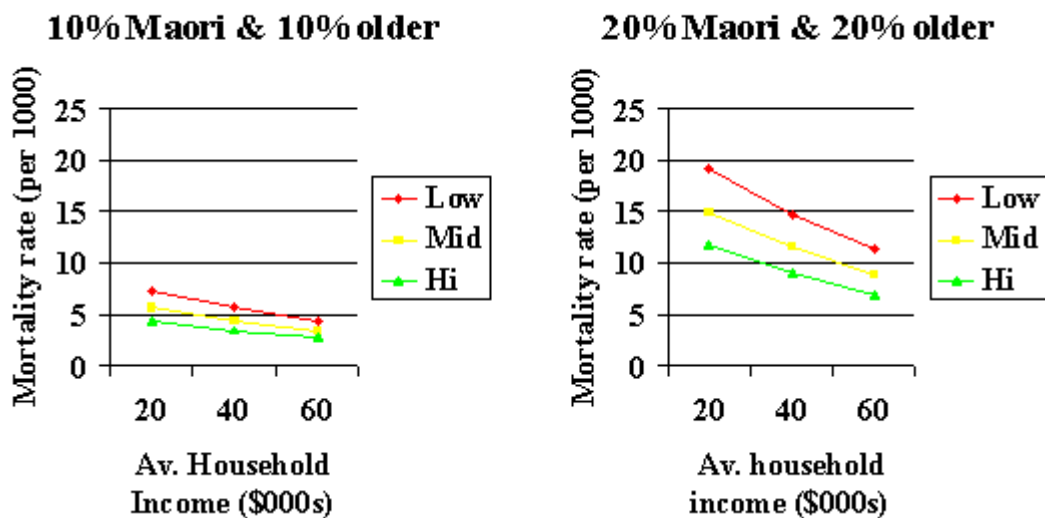 10% Maori & 10% older
Mortality rate (per 1000)
25
20
15
10
5
0
20 40 60
Av. Household
Income ($000s)
Low
Mid
Hi
20% Maori & 20% older
Mortality rate (per 1000)
25
20
15
10
5
0
20 40 60
Av. household
income ($000s)
Low
Mid
Hi